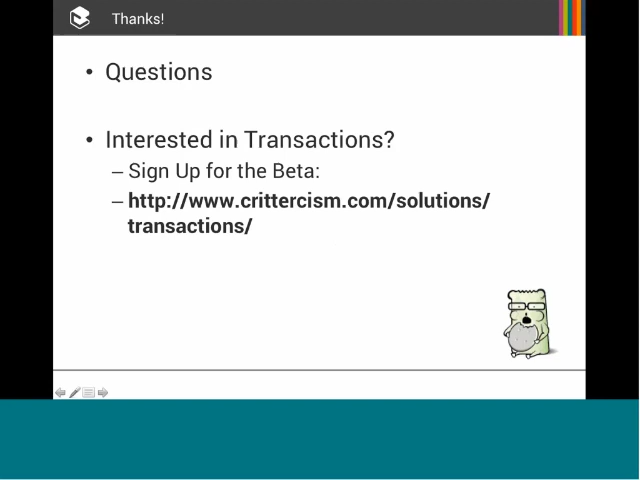 Thanks!
• Questions
• Interested in Transactions?
– Sign Up for the Beta:
– http://www.crittercism.com/solutions/
transactions/